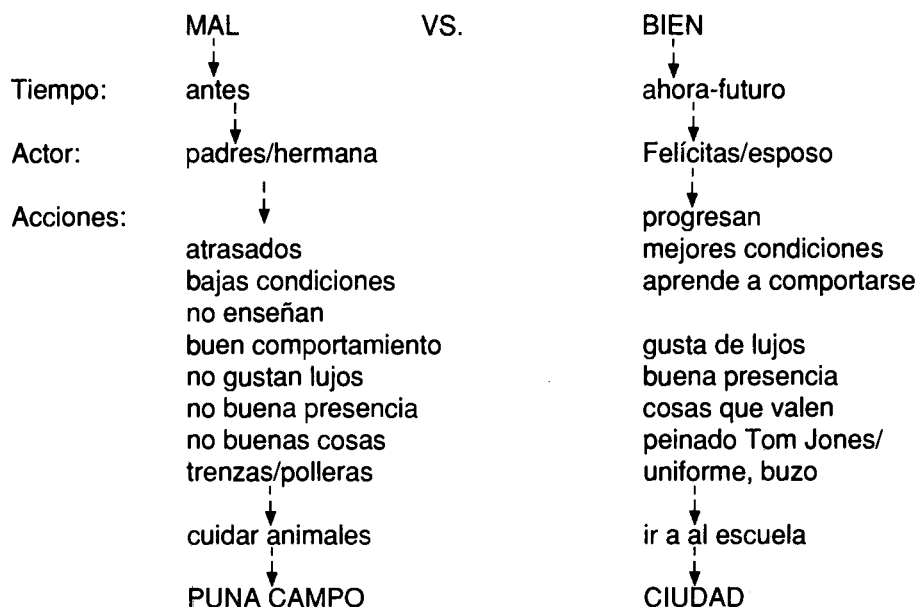 MAL VS. BIEN
Tiempo: antes ahora-futuro
Actor: padres/hermana Felícitas/esposo
Acciones: progresan
atrasados mejores condiciones
bajas condiciones aprende a comportarse
no enseñan
buen comportamiento gusta de lujos
no gustan lujos buena presencia
no buena presencia cosas que valen
no buenas cosas peinado Tom Jones/
trenzas/polleras uniforme, buzo
cuidar animales ir a al escuela
PUNA CAMPO CIUDAD